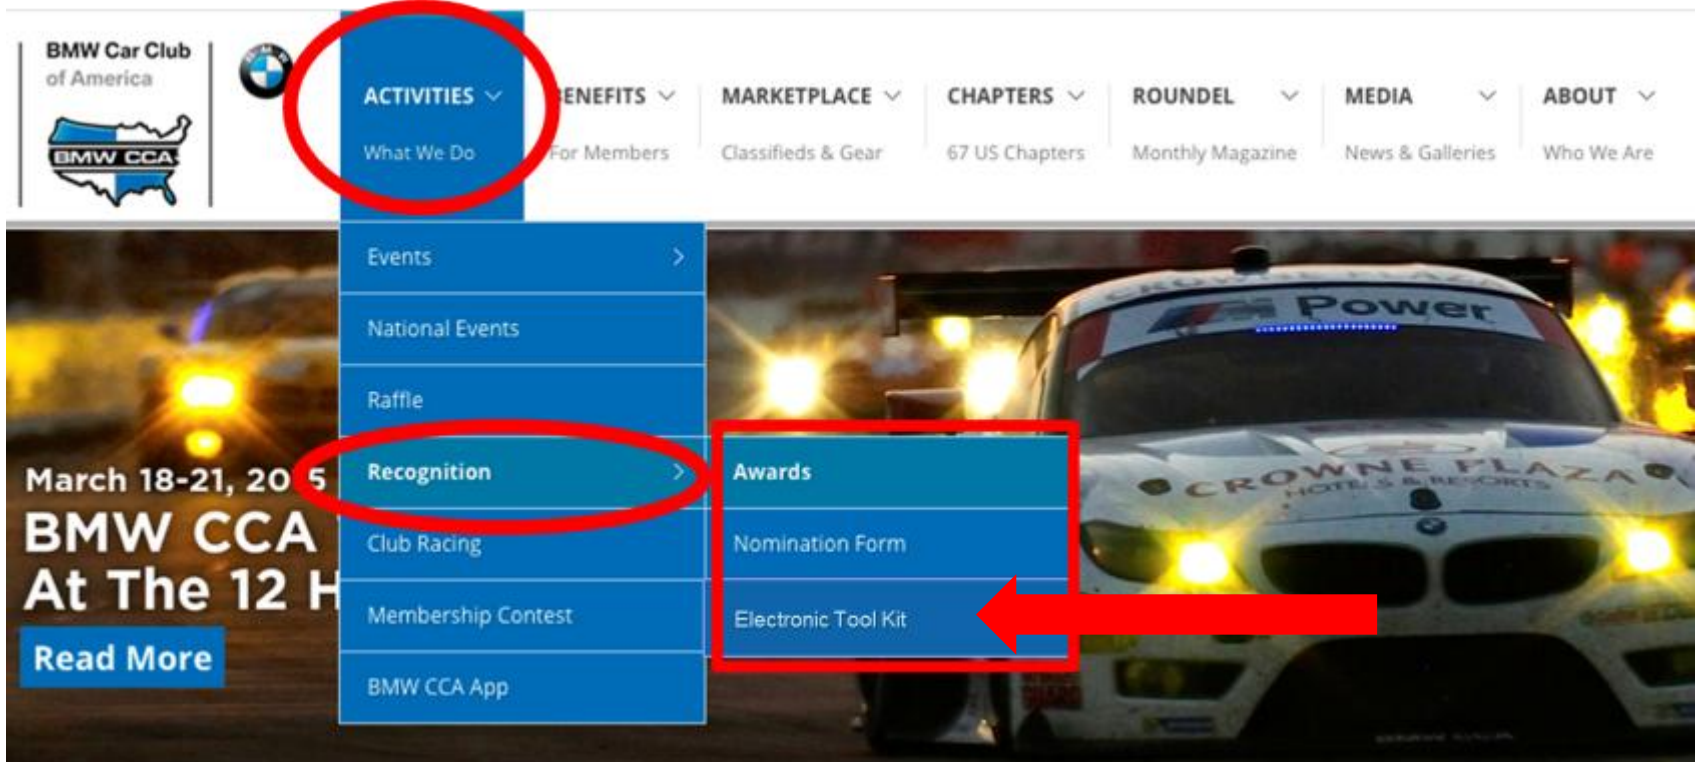 BMW Car Club
of America
BMW CCA
ACTIVITIES
What We Do
BENEFITS
For Members
MARKETPLACE
Classifieds & Gear
CHAPTERS
67 US Chapters
ROUNDEL
Monthly Magazine
MEDIA
News & Galleries
ABOUT
Who We Are
Events
National Events
Raffle
Recognition
Club Racing
Membership Contest
BMW CCA App
Awards
Nomination Form
Electronic Tool Kit
March 18-21, 20 5
BMW CCA
At The 12 H
Read More
CROWNE PLAZA
M Power
CROWNE PLAZA
HOTELS & RESORTS